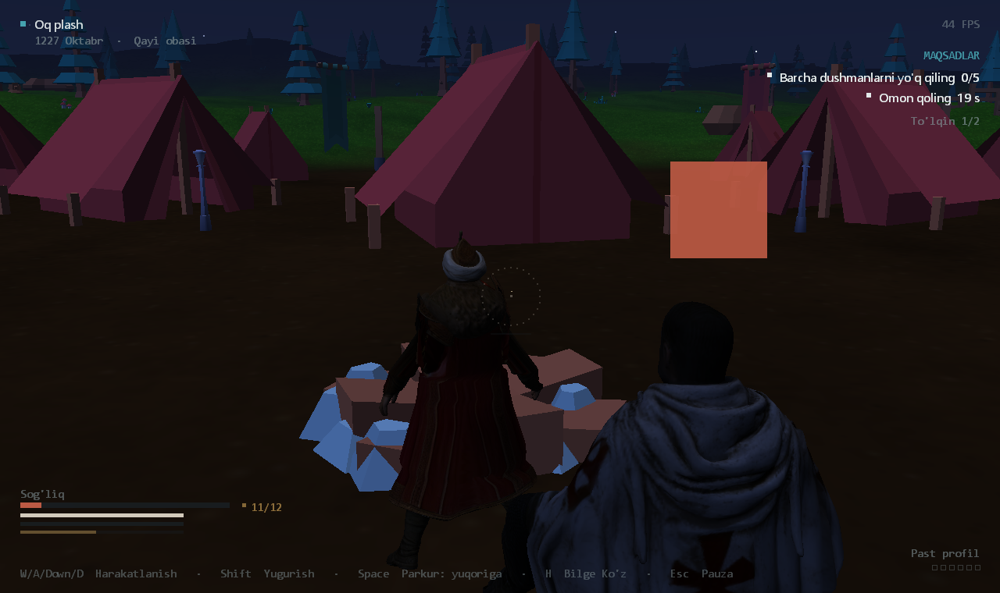 Oq plash
1227 Oktabr · Qayi obasi
44 FPS
MAQSADLAR
Barcha dushmanlarni yo‘q qiling 0/5
Omon qoling 19 s
To‘lqin 1/2
Sog‘liq
11/12
Past profil
W/A/Down/D Harakatlanish · Shift Yugurish · Space Parkur: yuqoriga · H Bilge Ko‘z · Esc Pauza